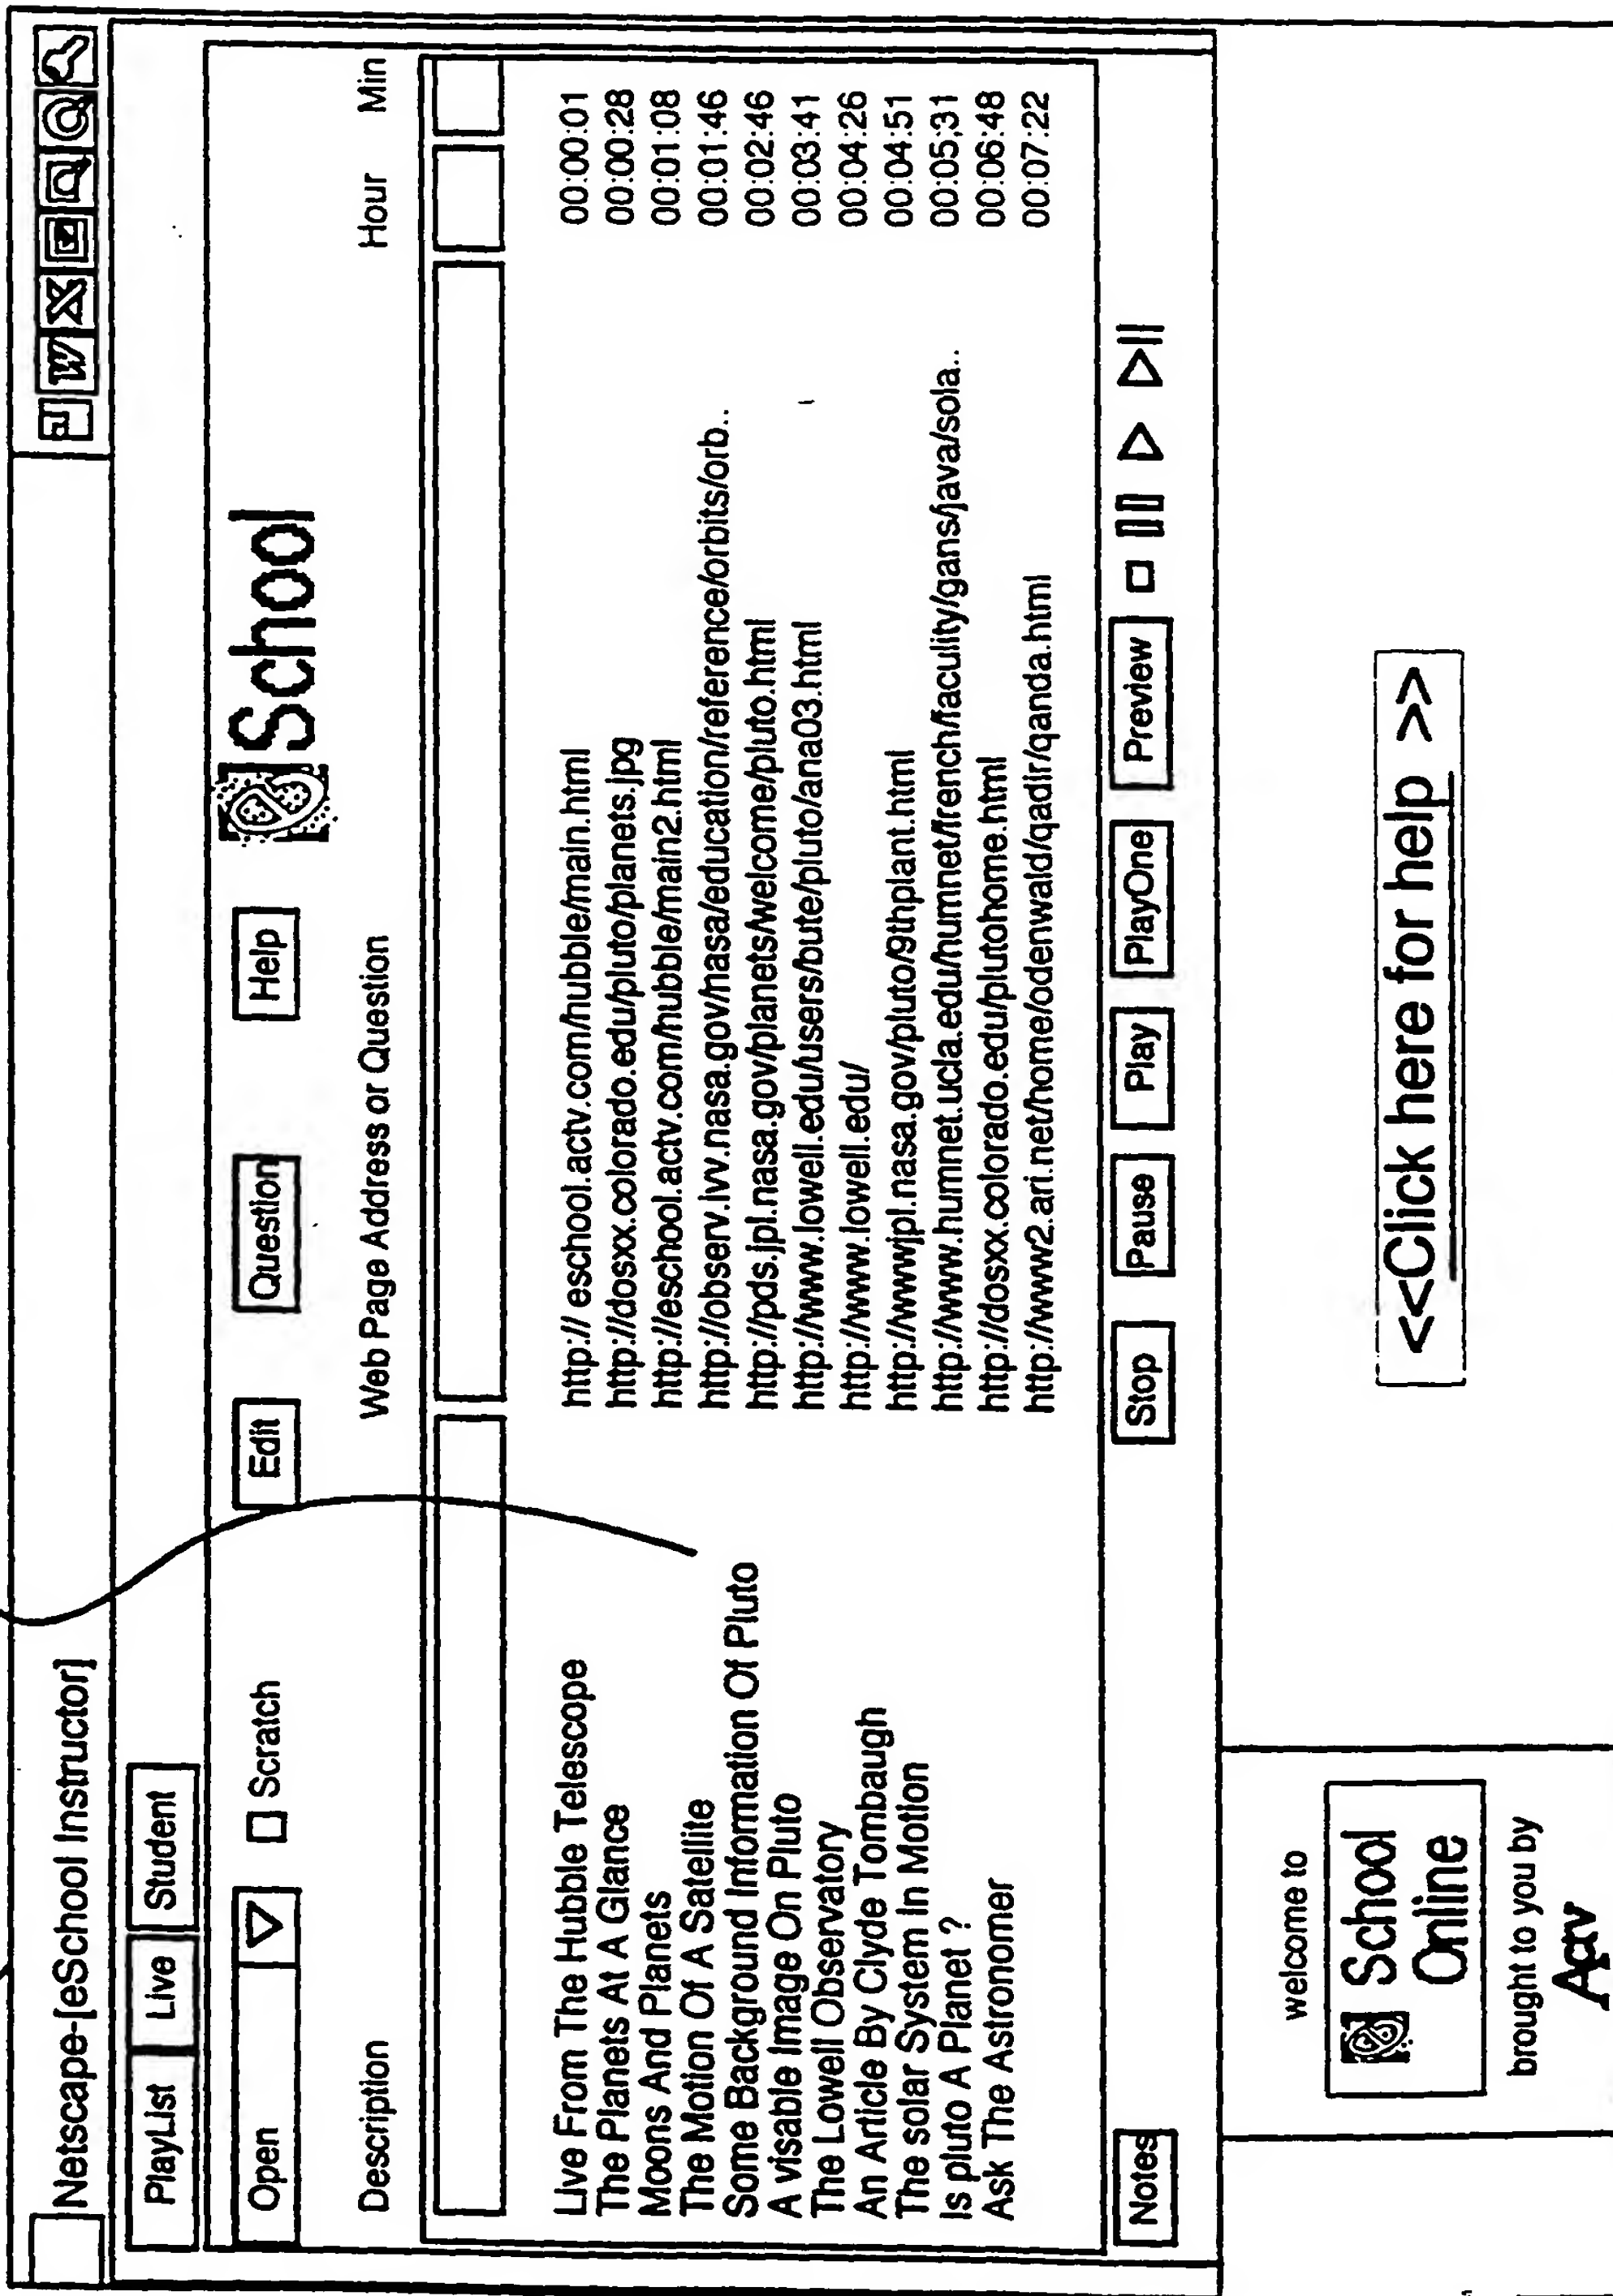 Netscape-[eSchool Instructor]
PlayList Live Student
Open Scratch Edit Question Help School
Description Web Page Address or Question Hour Min
Live From The Hubble Telescope http:// eschool.actv.com/hubble/main.html 00:00:01
The Planets At A Glance http://dosxx.colorado.edu/pluto/planets.jpg 00:00:28
Moons And Planets http://eschool.actv.com/hubble/main2.html 00:01:08
The Motion Of A Satellite http://observ.ivv.nasa.gov/nasa/education/reference/orbits/orb.. 00:01:46
Some Background Information Of Pluto http://pds.jpl.nasa.gov/planets/welcome/pluto.html 00:02:46
A visable Image On Pluto http://www.lowell.edu/users/bute/pluto/ana03.html 00:03:41
The Lowell Observatory http://www.lowell.edu/ 00:04:26
An Article By Clyde Tombaugh http://wwwjpl.nasa.gov/pluto/9thplant.html 00:04:51
The solar System In Motion http://www.humnet.ucla.edu/humnet/french/faculity/gans/java/sola.. 00:05;31
Is pluto A Planet ? http://dosxx.colorado.edu/plutohome.html 00:06:48
Ask The Astronomer http://www2.ari.net/home/odenwald/qadir/qanda.html 00:07:22
Notes Stop Pause Play PlayOne Preview
welcome to
School
Online
brought to you by
Actv
<<Click here for help >>